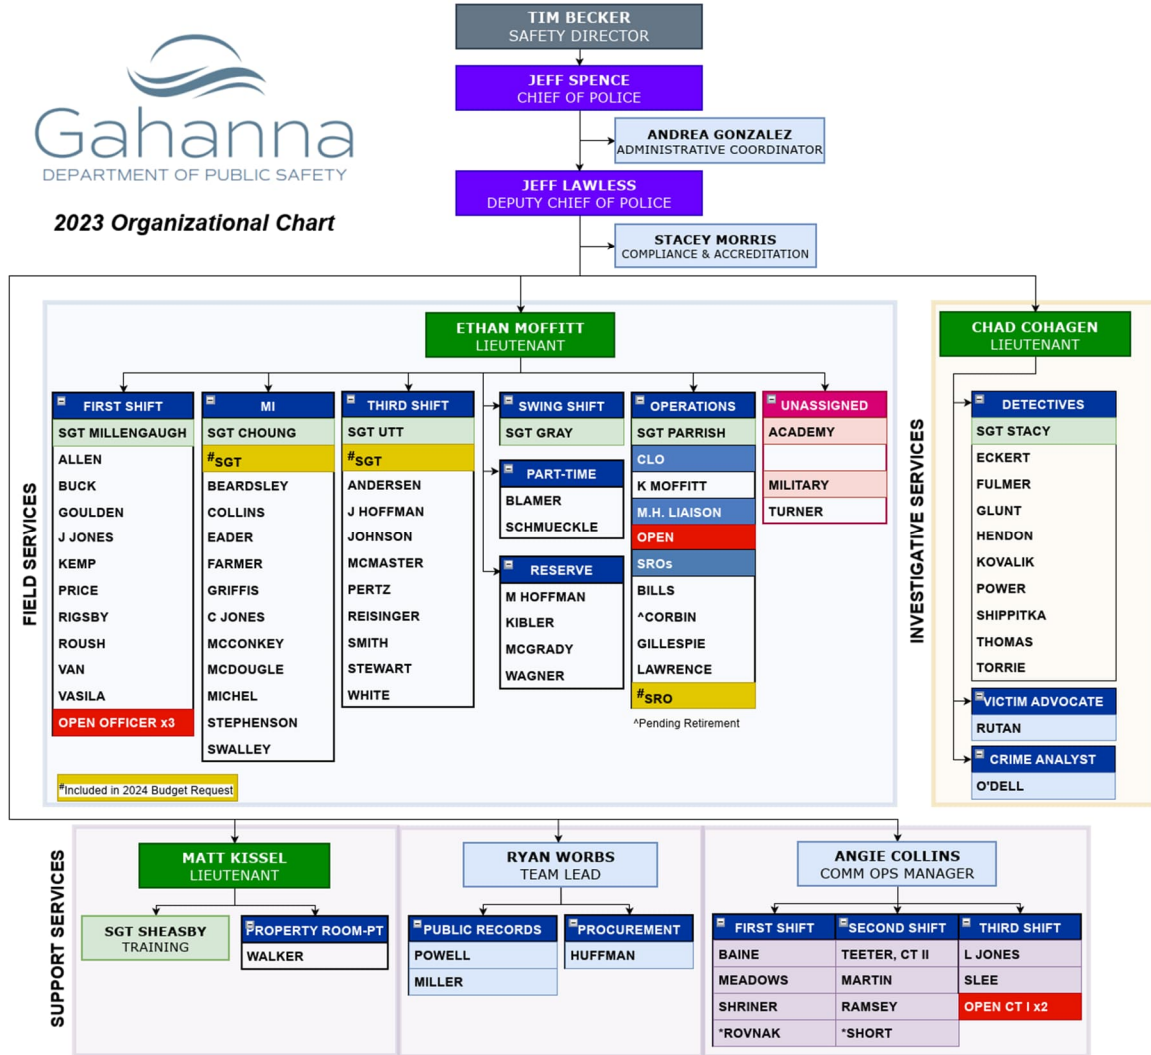 Gahanna
DEPARTMENT OF PUBLIC SAFETY
2023 Organizational Chart
TIM BECKER
SAFETY DIRECTOR
JEFF SPENCE
CHIEF OF POLICE
ANDREA GONZALEZ
ADMINISTRATIVE COORDINATOR
JEFF LAWLESS
DEPUTY CHIEF OF POLICE
STACEY MORRIS
COMPLIANCE & ACCREDITATION
FIELD SERVICES
ETHAN MOFFITT
LIEUTENANT
FIRST SHIFT
SGT MILLENGAUGH
ALLEN
BUCK
GOULDEN
J JONES
KEMP
PRICE
RIGSBY
ROUSH
VAN
VASILA
OPEN OFFICER x3
MI
SGT CHOUNG
#SGT
BEARDSLEY
COLLINS
EADER
FARMER
GRIFFIS
C JONES
MCCONKEY
MCDOUGLE
MICHEL
STEPHENSON
SWALLEY
THIRD SHIFT
SGT UTT
#SGT
ANDERSEN
J HOFFMAN
JOHNSON
MCMASTER
PERTZ
REISINGER
SMITH
STEWART
WHITE
SWING SHIFT
SGT GRAY
PART-TIME
BLAMER
SCHMUECKLE
RESERVE
M HOFFMAN
KIBLER
MCGRADY
WAGNER
OPERATIONS
SGT PARRISH
CLO
K MOFFITT
M.H. LIAISON
OPEN
SROs
BILLS
^CORBIN
GILLESPIE
LAWRENCE
#SRO
^Pending Retirement
UNASSIGNED
ACADEMY
MILITARY
TURNER
#Included in 2024 Budget Request
INVESTIGATIVE SERVICES
CHAD COHAGEN
LIEUTENANT
DETECTIVES
SGT STACY
ECKERT
FULMER
GLUNT
HENDON
KOVALIK
POWER
SHIPPITKA
THOMAS
TORRIE
VICTIM ADVOCATE
RUTAN
CRIME ANALYST
O'DELL
SUPPORT SERVICES
MATT KISSEL
LIEUTENANT
SGT SHEASBY
TRAINING
PROPERTY ROOM-PT
WALKER
RYAN WORBS
TEAM LEAD
PUBLIC RECORDS
POWELL
MILLER
PROCUREMENT
HUFFMAN
ANGIE COLLINS
COMM OPS MANAGER
FIRST SHIFT
BAINE
MEADOWS
SHRINER
*ROVNAK
SECOND SHIFT
TEETER, CT II
MARTIN
RAMSEY
*SHORT
THIRD SHIFT
L JONES
SLEE
OPEN CT I x2